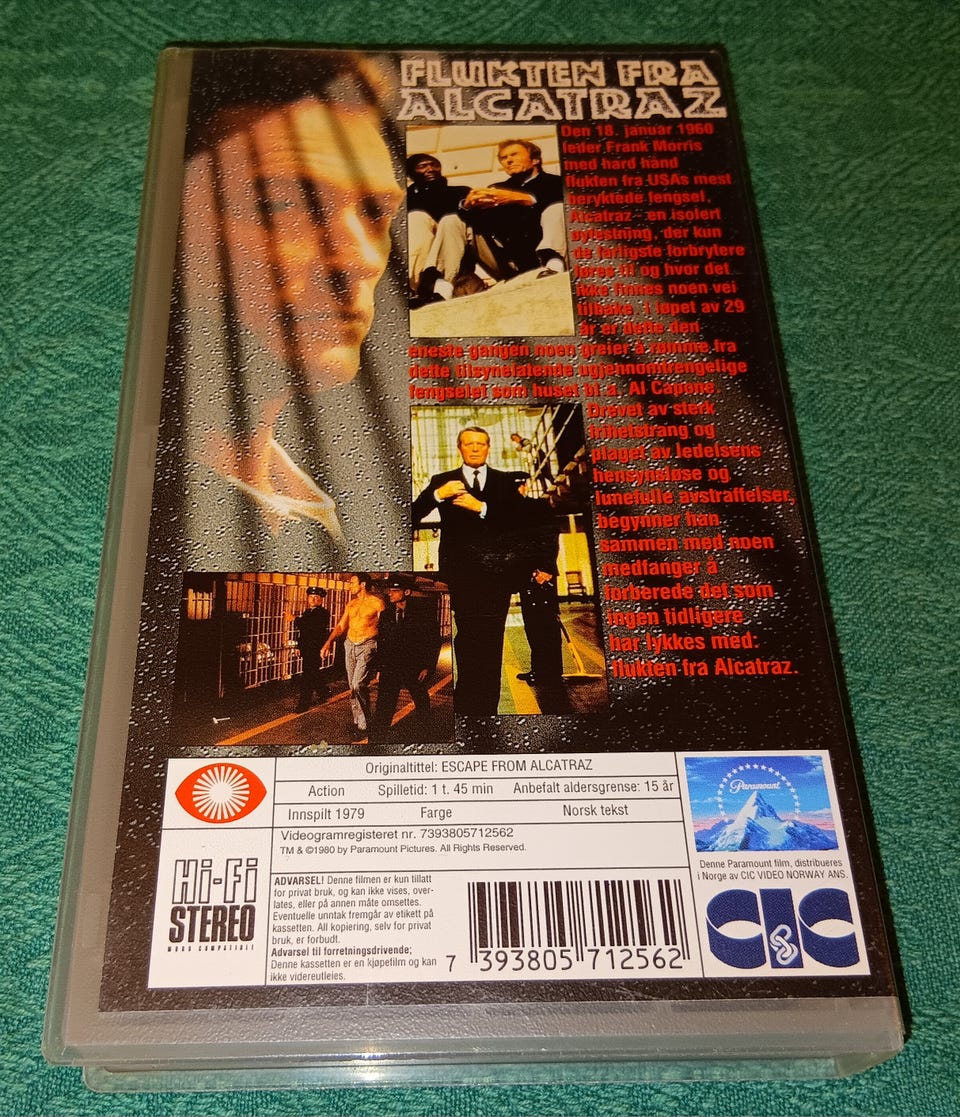 FLUKTEN FRA
ALCATRAZ
Den 18. januar 1960
leder Frank Morris
med hård hånd
flukten fra USAs mest
beryktede fengsel,
Alcatraz - en isolert
øyfestning, der kun
de farligste forbrytere
føres til og hvor det
ikke finnes noen vei
tilbake. I løpet av 29
år er dette den
eneste gangen noen greier å rømme fra
dette tilsynelatende ugjennomtrengelige
fengselet som huset bl.a. Al Capone.
Drevet av sterk
frihetstrang og
plaget av ledelsens
hensynsløse og
lunefulle avstraffelser,
begynner han
sammen med noen
medfanger å
forberede det som
ingen tidligere
har lykkes med:
flukten fra Alcatraz.
Originaltittel: ESCAPE FROM ALCATRAZ
Action Spilletid: 1 t. 45 min Anbefalt aldersgrense: 15 år
Innspilt 1979 Farge Norsk tekst
Videogramregisteret nr. 7393805712562
TM & ©1980 by Paramount Pictures. All Rights Reserved.
Paramount
Denne Paramount film, distribueres
i Norge av CIC VIDEO NORWAY ANS.
Hi-Fi
STEREO
MONO COMPATIBLE
ADVARSEL! Denne filmen er kun tillatt
for privat bruk, og kan ikke vises, over-
lates, eller på annen måte omsettes.
Eventuelle unntak fremgår av etikett på
kassetten. All kopiering, selv for privat
bruk, er forbudt.
Advarsel til forretningsdrivende;
Denne kassetten er en kjøpefilm og kan
ikke videreutleies.
7 393805 712562
CIC